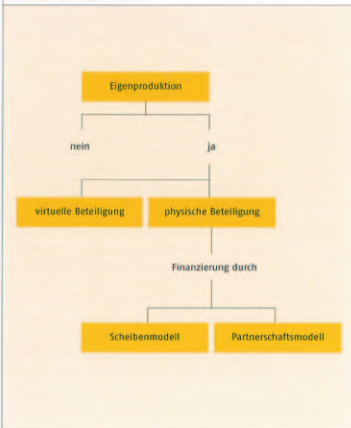 Eigenproduktion
nein
ja
virtuelle Beteiligung
physische Beteiligung
Finanzierung durch
Scheibenmodell
Partnerschaftsmodell